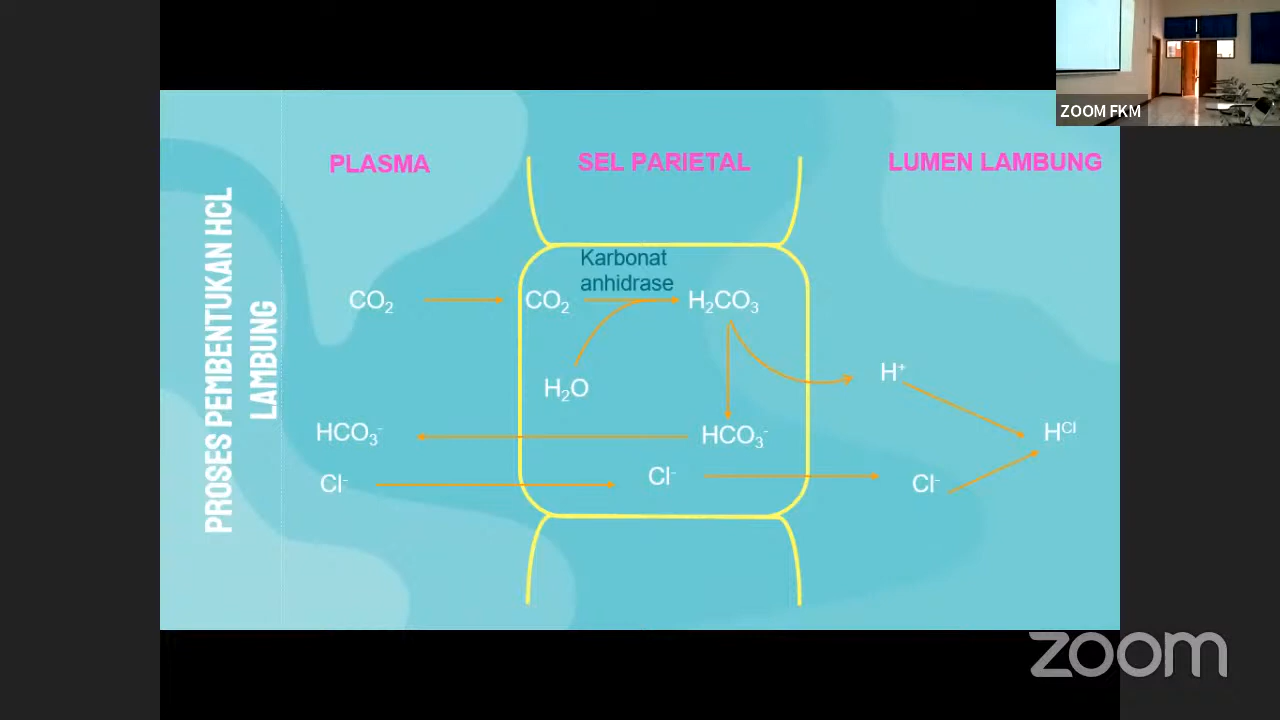 ZOOM FKM
PROSES PEMBENTUKAN HCL
LAMBUNG
PLASMA
SEL PARIETAL
LUMEN LAMBUNG
Karbonat
anhidrase
CO₂
CO₂
H₂CO₃
H₂O
H⁺
HCO₃⁻
HCO₃⁻
HCl
Cl⁻
Cl⁻
Cl⁻
zoom